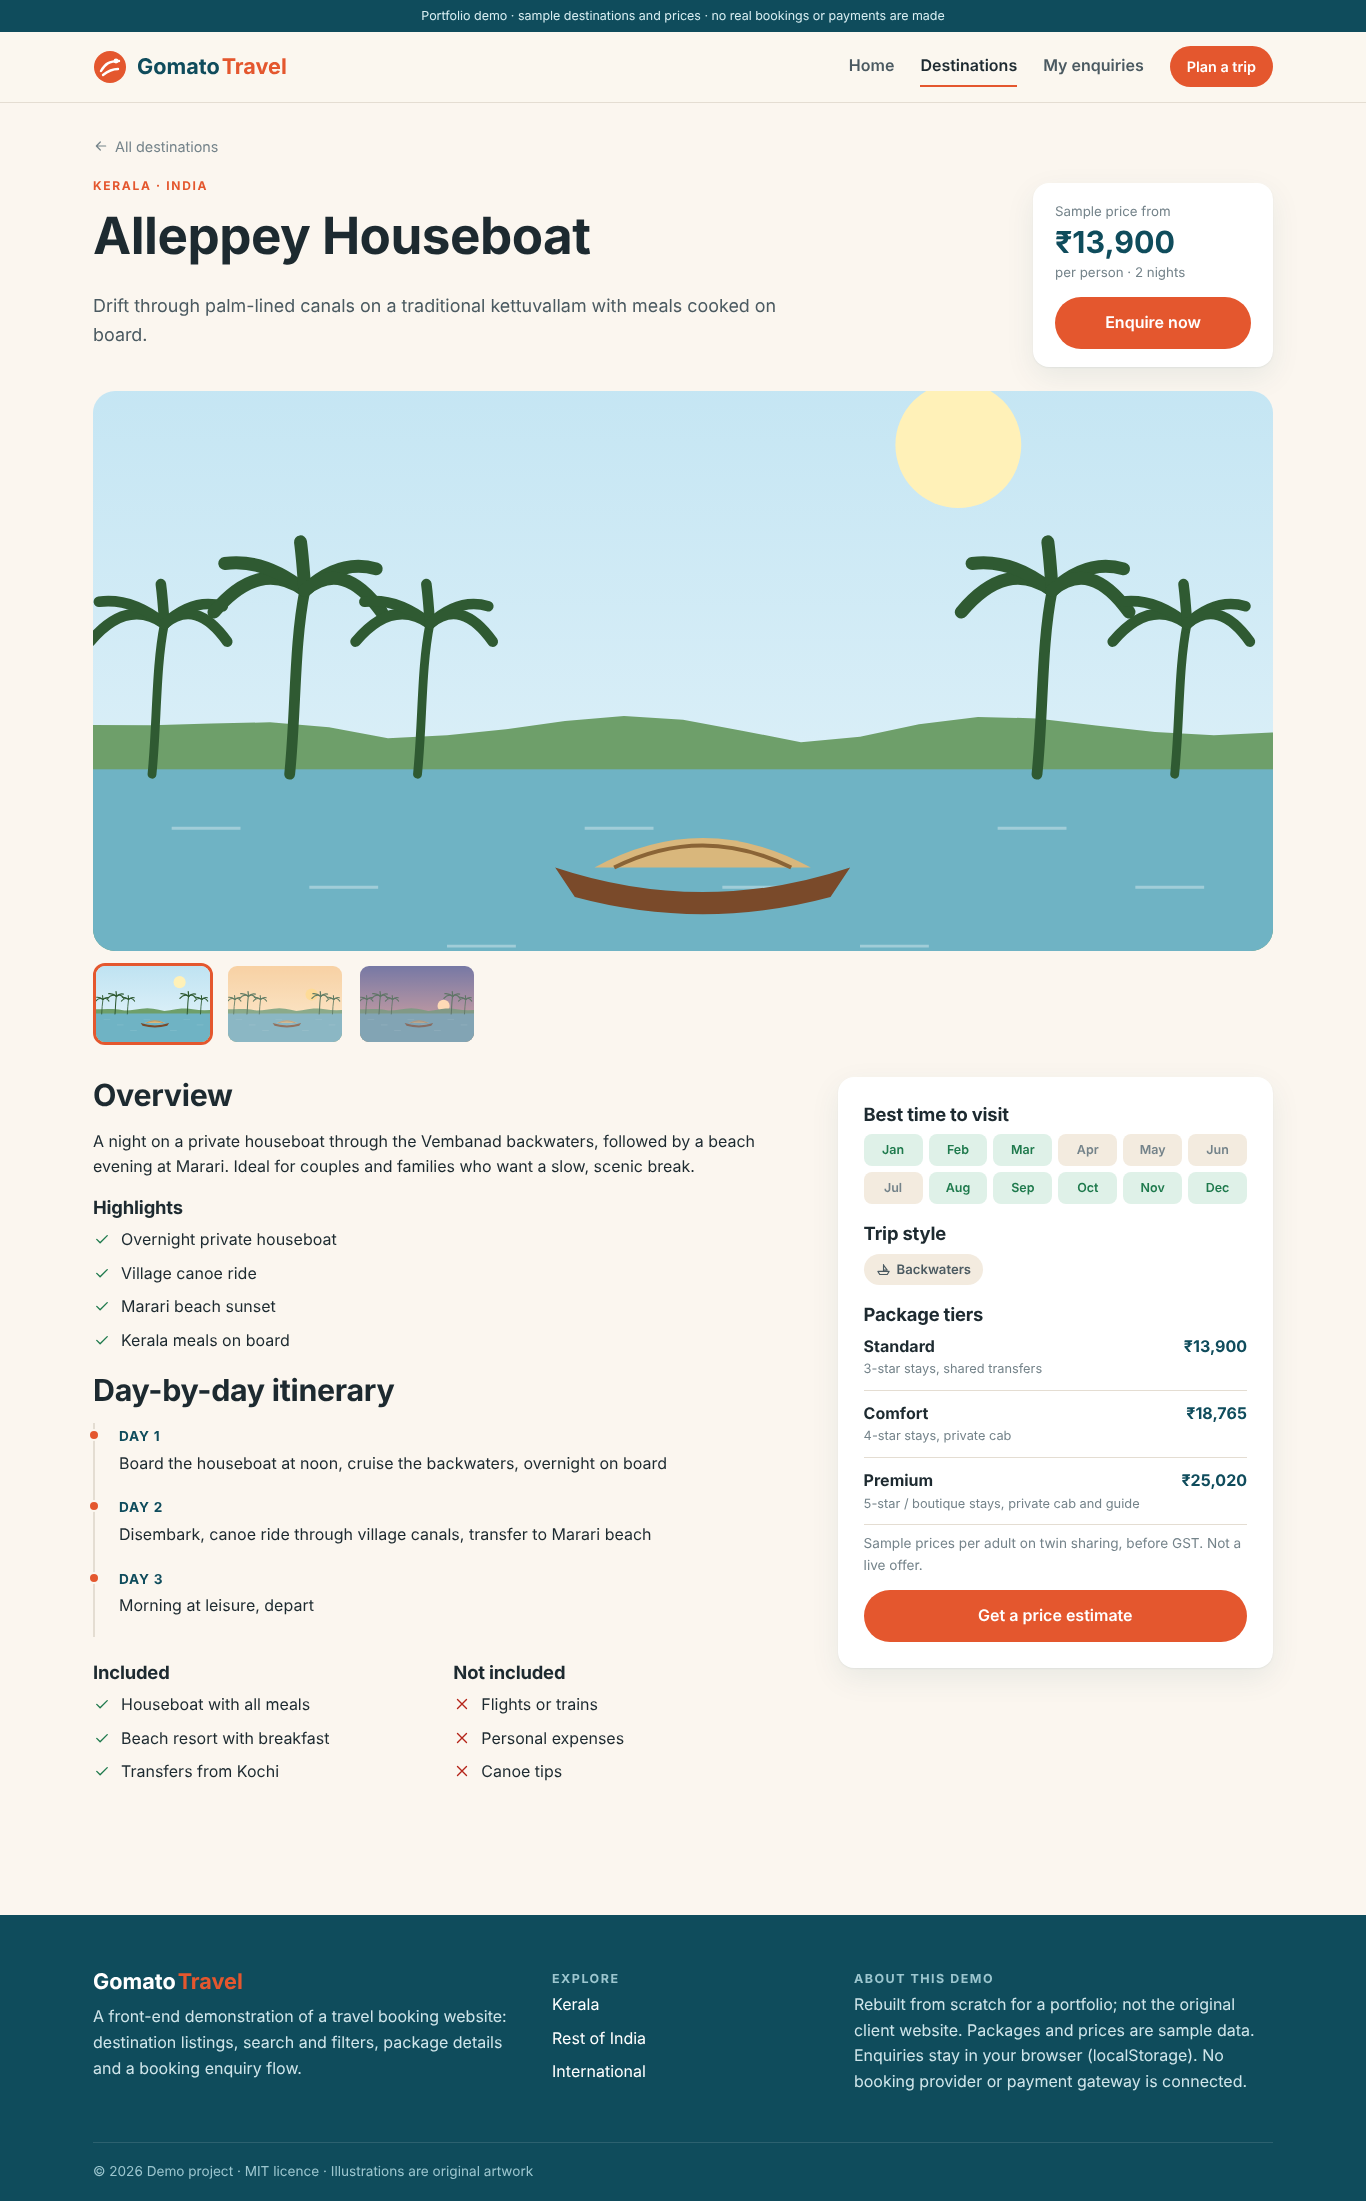 Portfolio demo · sample destinations and prices · no real bookings or payments are made
Gomato Travel
Home
Destinations
My enquiries
Plan a trip
← All destinations
KERALA · INDIA
Alleppey Houseboat
Drift through palm-lined canals on a traditional kettuvallam with meals cooked on
board.
Sample price from
₹13,900
per person · 2 nights
Enquire now
Overview
A night on a private houseboat through the Vembanad backwaters, followed by a beach
evening at Marari. Ideal for couples and families who want a slow, scenic break.
Highlights
Overnight private houseboat
Village canoe ride
Marari beach sunset
Kerala meals on board
Day-by-day itinerary
DAY 1
Board the houseboat at noon, cruise the backwaters, overnight on board
DAY 2
Disembark, canoe ride through village canals, transfer to Marari beach
DAY 3
Morning at leisure, depart
Included
Houseboat with all meals
Beach resort with breakfast
Transfers from Kochi
Not included
Flights or trains
Personal expenses
Canoe tips
Best time to visit
Jan Feb Mar Apr May Jun
Jul Aug Sep Oct Nov Dec
Trip style
Backwaters
Package tiers
Standard ₹13,900
3-star stays, shared transfers
Comfort ₹18,765
4-star stays, private cab
Premium ₹25,020
5-star / boutique stays, private cab and guide
Sample prices per adult on twin sharing, before GST. Not a
live offer.
Get a price estimate
Gomato Travel
A front-end demonstration of a travel booking website:
destination listings, search and filters, package details
and a booking enquiry flow.
EXPLORE
Kerala
Rest of India
International
ABOUT THIS DEMO
Rebuilt from scratch for a portfolio; not the original
client website. Packages and prices are sample data.
Enquiries stay in your browser (localStorage). No
booking provider or payment gateway is connected.
© 2026 Demo project · MIT licence · Illustrations are original artwork